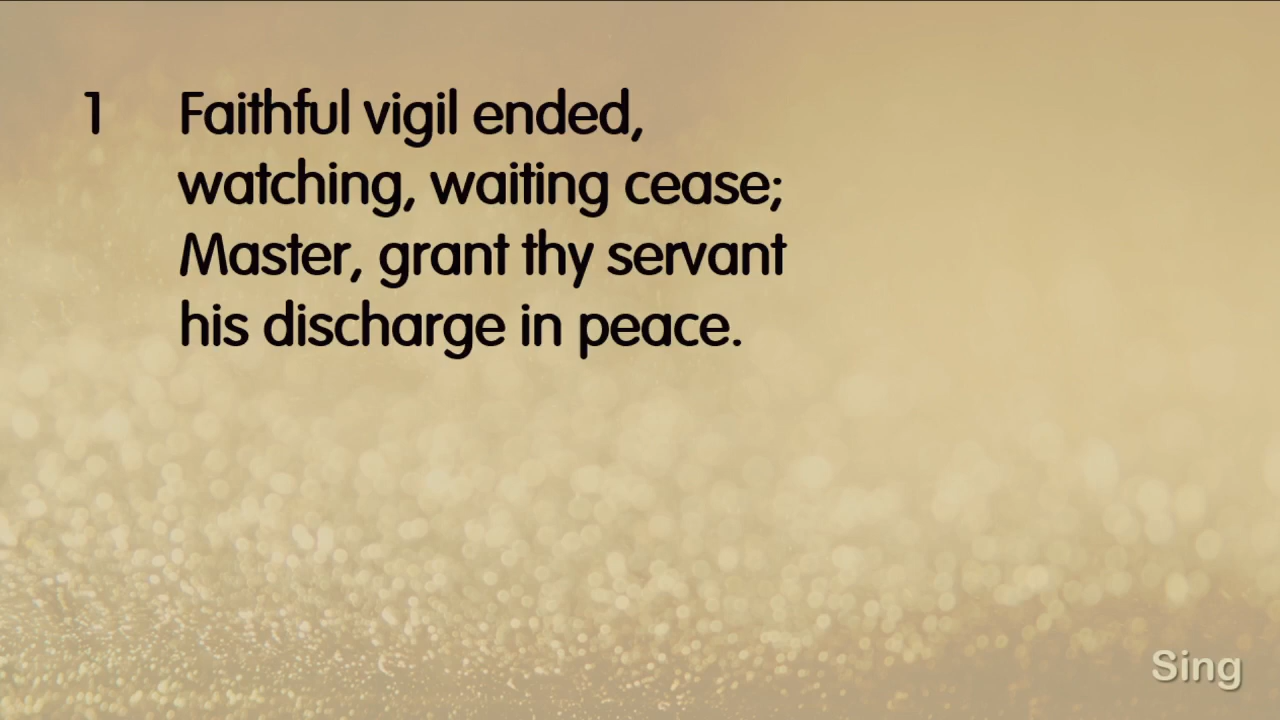 1 Faithful vigil ended,
watching, waiting cease;
Master, grant thy servant
his discharge in peace.
Sing